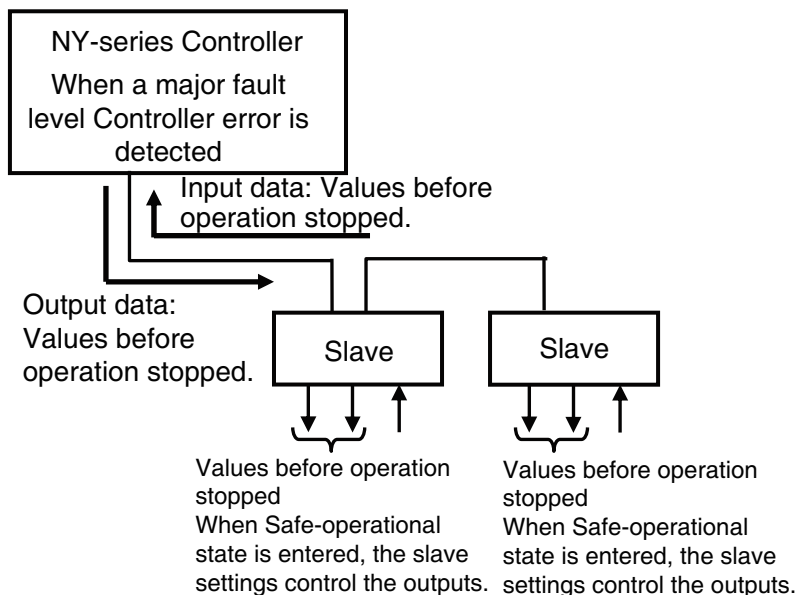 NY-series Controller
When a major fault
level Controller error is
detected
Input data: Values before
operation stopped.
Output data:
Values before
operation stopped.
Slave
Slave
Values before operation
stopped
When Safe-operational
state is entered, the slave
settings control the outputs.
Values before operation
stopped
When Safe-operational
state is entered, the slave
settings control the outputs.